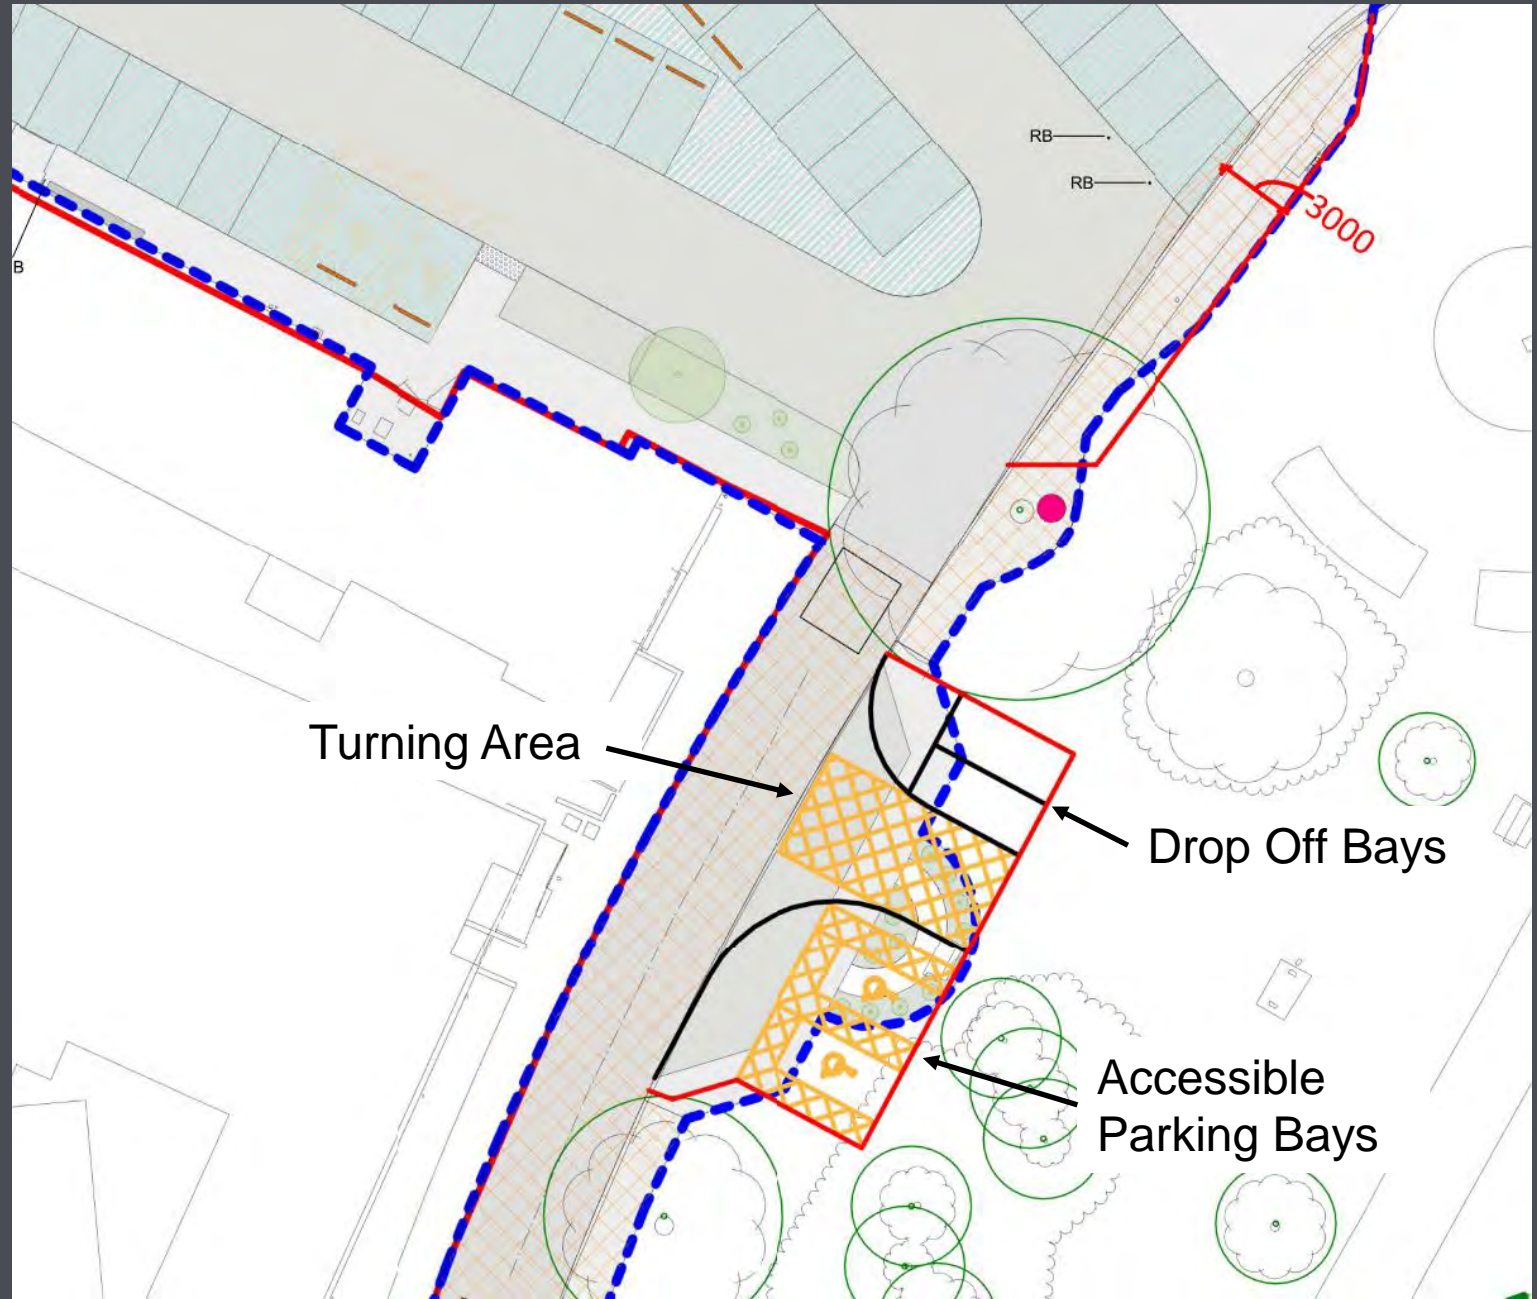 RB
RB
3000
B
Turning Area
Drop Off Bays
Accessible
Parking Bays